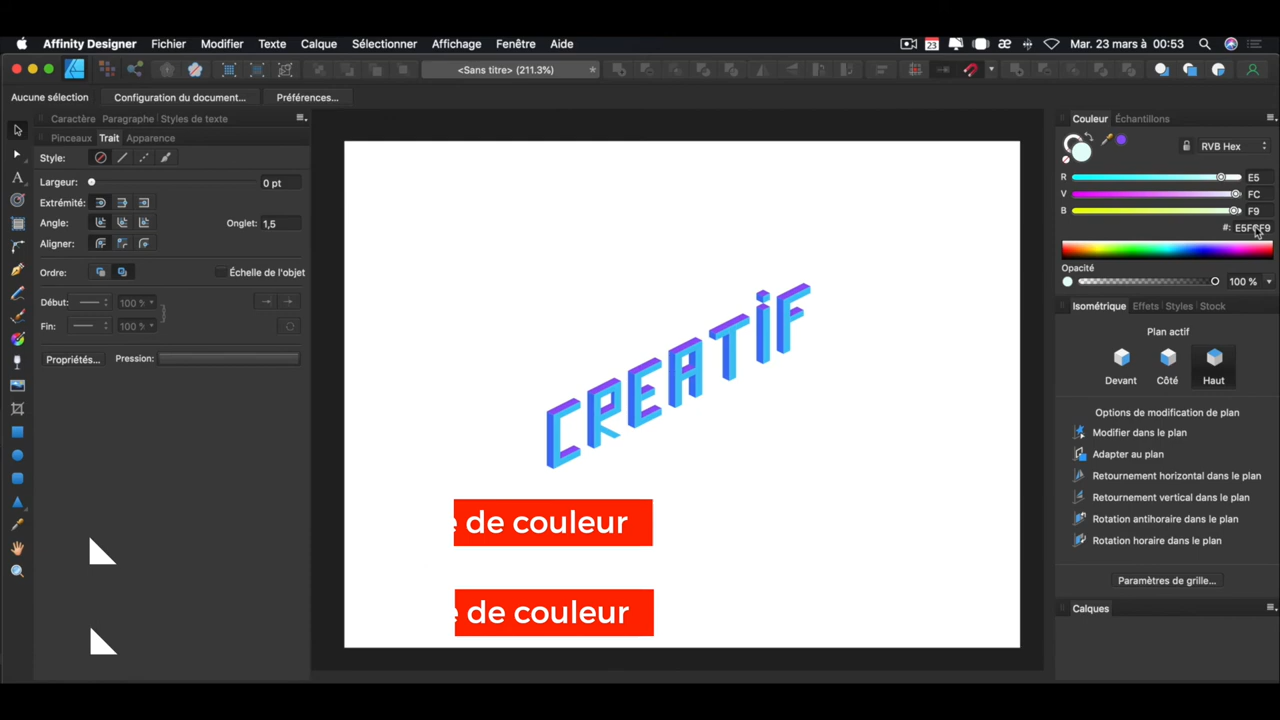 Affinity Designer Fichier Modifier Texte Calque Sélectionner Affichage Fenêtre Aide
23
Mar. 23 mars à 00:53
<Sans titre> (211.3%)
Aucune sélection
Configuration du document...
Préférences...
Caractère Paragraphe Styles de texte
Pinceaux Trait Apparence
Style:
Largeur: 0 pt
Extrémité:
Angle: Onglet: 1,5
Aligner:
Ordre: Échelle de l'objet
Début: 100 %
Fin: 100 %
Propriétés... Pression:
CREATiF
de couleur
de couleur
Couleur Échantillons
RVB Hex
R E5
V FC
B F9
#:
Opacité
100 %
Isométrique Effets Styles Stock
Plan actif
Devant Côté Haut
Options de modification de plan
Modifier dans le plan
Adapter au plan
Retournement horizontal dans le plan
Retournement vertical dans le plan
Rotation antihoraire dans le plan
Rotation horaire dans le plan
Paramètres de grille...
Calques